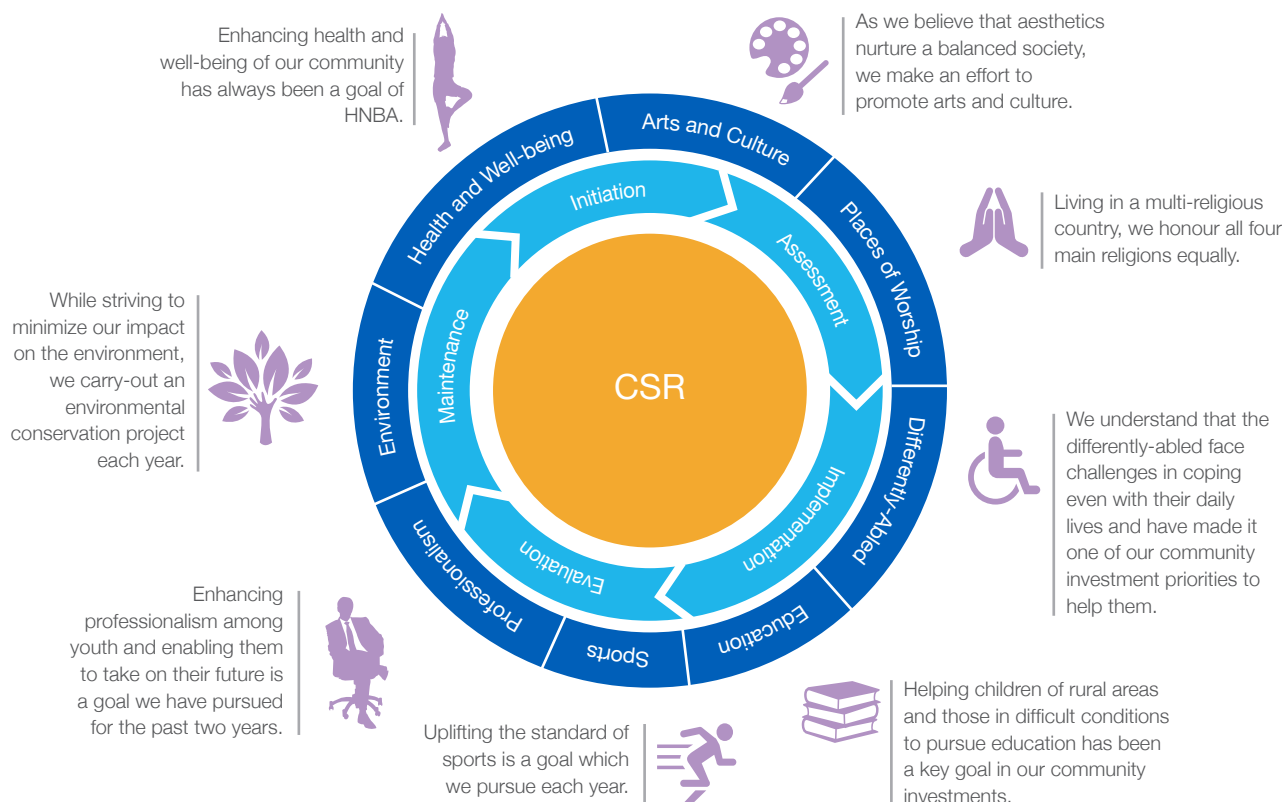 Enhancing health and
well-being of our community
has always been a goal of
HNBA.
As we believe that aesthetics
nurture a balanced society,
we make an effort to
promote arts and culture.
Living in a multi-religious
country, we honour all four
main religions equally.
We understand that the
differently-abled face
challenges in coping
even with their daily
lives and have made it
one of our community
investment priorities to
help them.
Helping children of rural areas
and those in difficult conditions
to pursue education has been
a key goal in our community
investments.
Uplifting the standard of
sports is a goal which
we pursue each year.
Enhancing
professionalism among
youth and enabling them
to take on their future is
a goal we have pursued
for the past two years.
While striving to
minimize our impact
on the environment,
we carry-out an
environmental
conservation project
each year.
Health and Well-being
Arts and Culture
Places of Worship
Differently-Abled
Education
Sports
Professionalism
Environment
Initiation
Assessment
Implementation
Evaluation
Maintenance
CSR